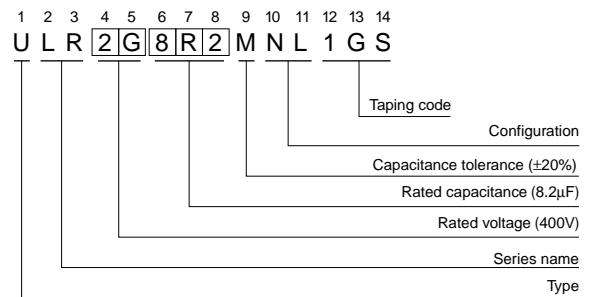 1 2 3 4 5 6 7 8 9 10 11 12 13 14
U L R 2 G 8 R 2 M N L 1 G S
Taping code
Configuration
Capacitance tolerance (±20%)
Rated capacitance (8.2µF)
Rated voltage (400V)
Series name
Type